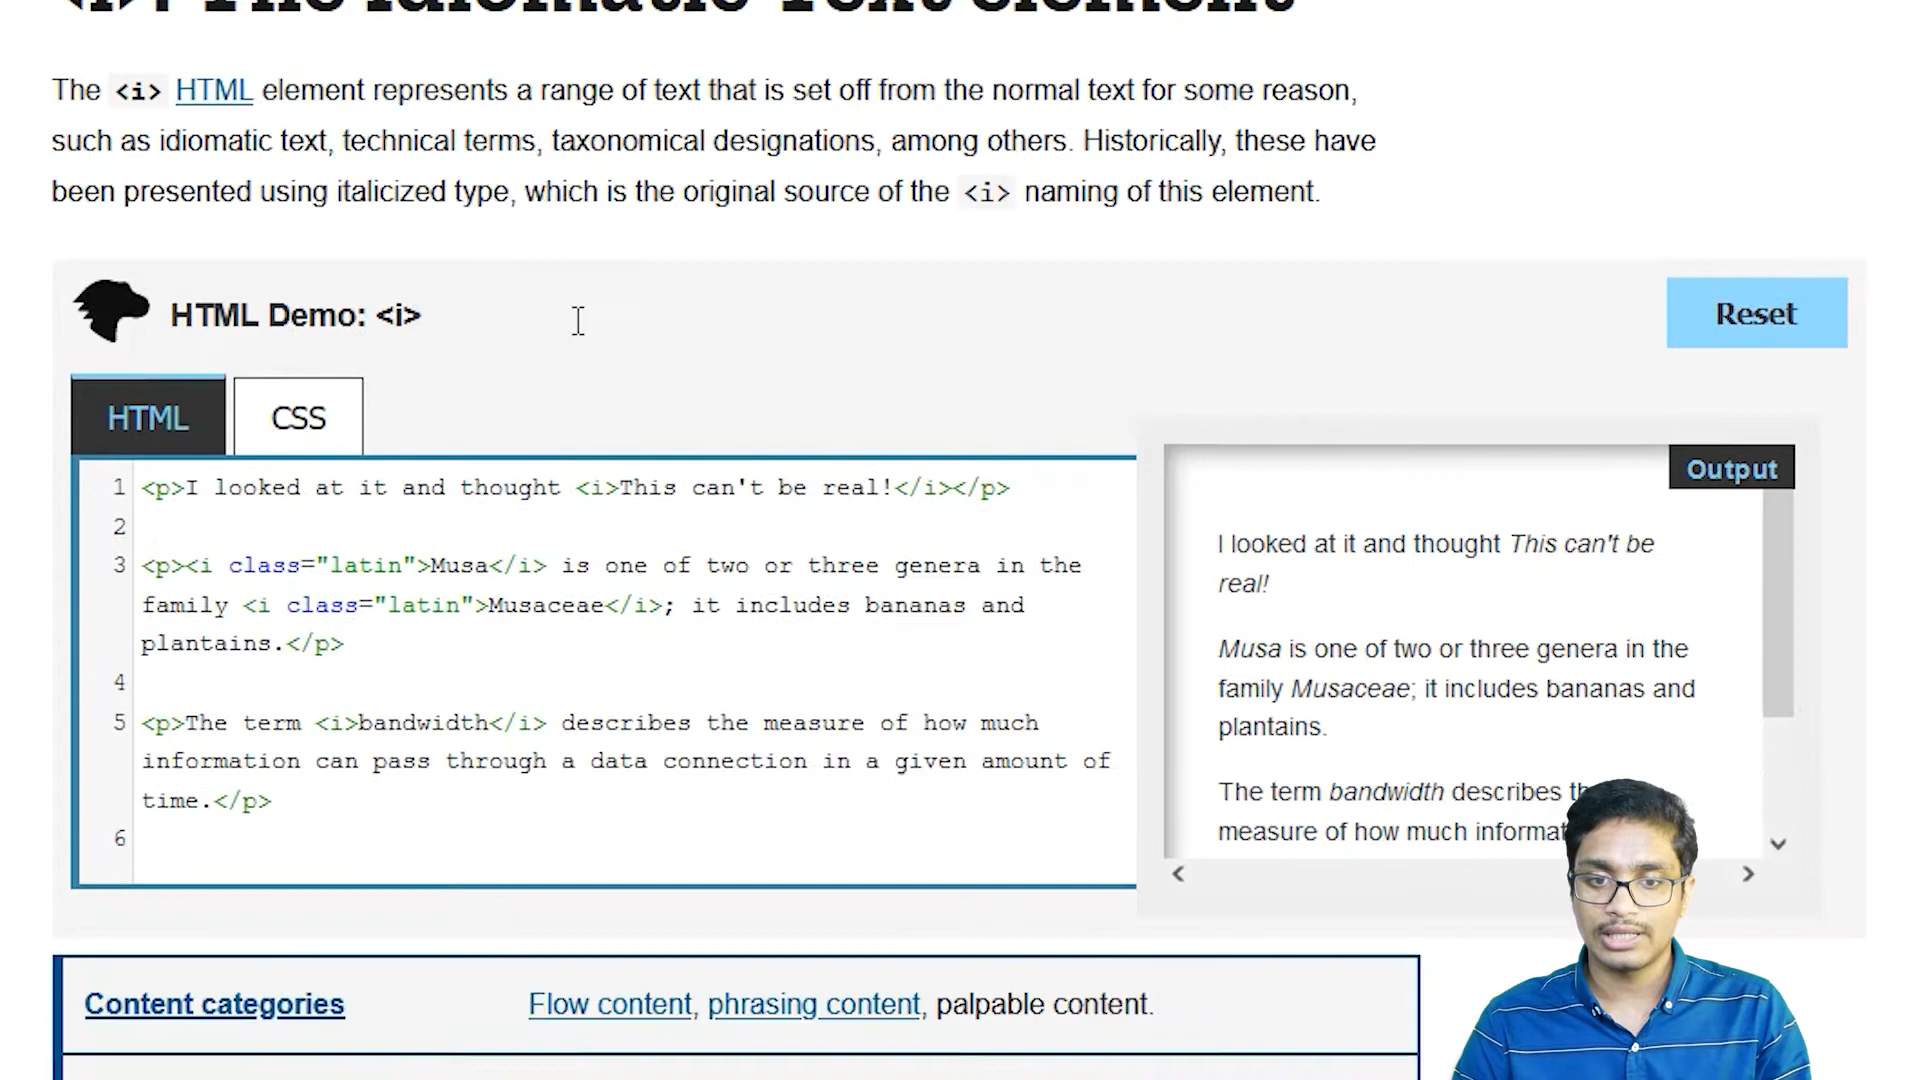 <i>: The Idiomatic Text element
The <i> HTML element represents a range of text that is set off from the normal text for some reason,
such as idiomatic text, technical terms, taxonomical designations, among others. Historically, these have
been presented using italicized type, which is the original source of the <i> naming of this element.
HTML Demo: <i>
Reset
HTML CSS
1 <p>I looked at it and thought <i>This can't be real!</i></p>
2
3 <p><i class="latin">Musa</i> is one of two or three genera in the
family <i class="latin">Musaceae</i>; it includes bananas and
plantains.</p>
4
5 <p>The term <i>bandwidth</i> describes the measure of how much
information can pass through a data connection in a given amount of
time.</p>
6
Output
I looked at it and thought This can't be
real!
Musa is one of two or three genera in the
family Musaceae; it includes bananas and
plantains.
The term bandwidth describes
measure of how much
Content categories Flow content, phrasing content, palpable content.